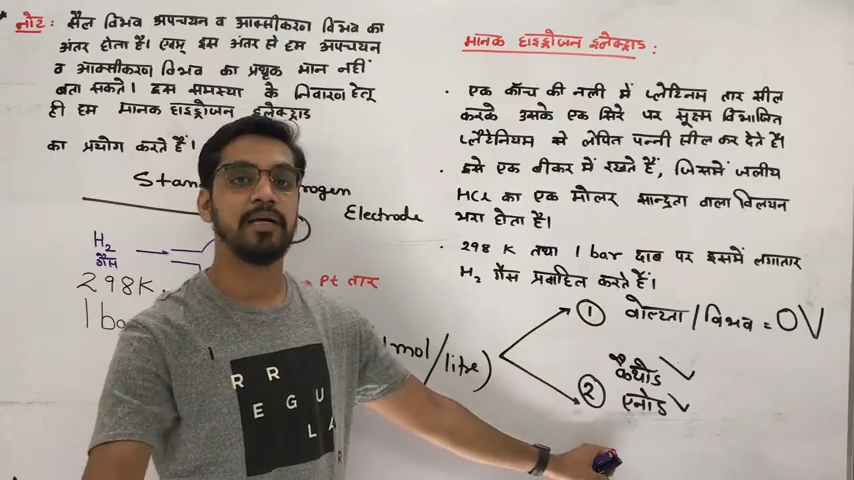 नोट : सैल विभव अपचयन व आक्सीकरण विभव का
अंतर होता है। एवम् इस अंतर से हम अपचयन
व आक्सीकरण विभव का पृथक मान नहीं
बता सकते। इस समस्या के निवारण हेतू
ही हम मानक हाइड्रोजन इलेक्ट्राड
का प्रयोग करते हैं।
Electrode
H2
गैस
298K
1 ba
Pt तार
mol/litre)
मानक हाइड्रोजन इलेक्ट्राड :
· एक काँच की नली में प्लेटिनम तार सील
करके उसके एक सिरे पर सूक्ष्म विभाजित
प्लैटिनियम से लेपित पन्नी सील कर देते हैं।
· इसे एक बीकर में रखते हैं, जिसमें जलीय
HCl का एक मोलर सान्द्रता वाला विलयन
भरा होता है।
· 298 K तथा 1 bar दाब पर इसमें लगातार
H2 गैस प्रवाहित करते हैं।
1 वोल्टता / विभव = 0V
2 कैथोड ✓
एनोड ✓
R R
E G U
L A
R